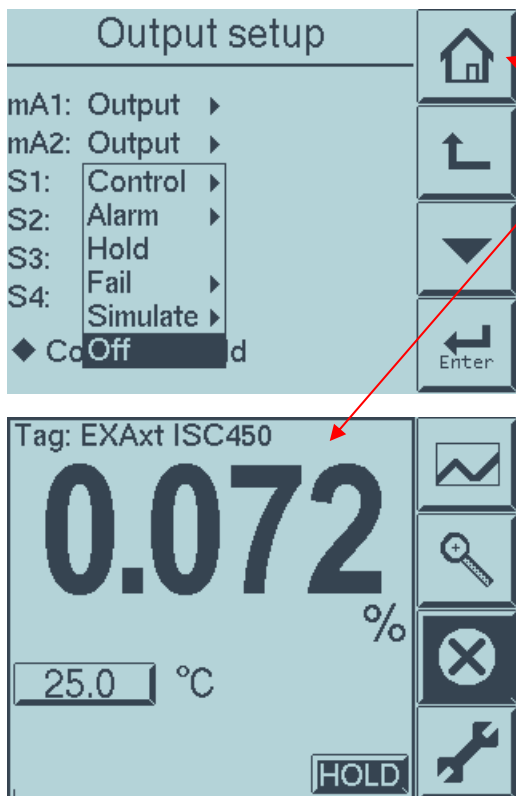 Output setup
mA1: Output
mA2: Output
S1: Control
S2: Alarm
S3: Hold
S4: Fail
Simulate
Off
Enter
Tag: EXAxt ISC450
0.072
%
25.0 °C
HOLD